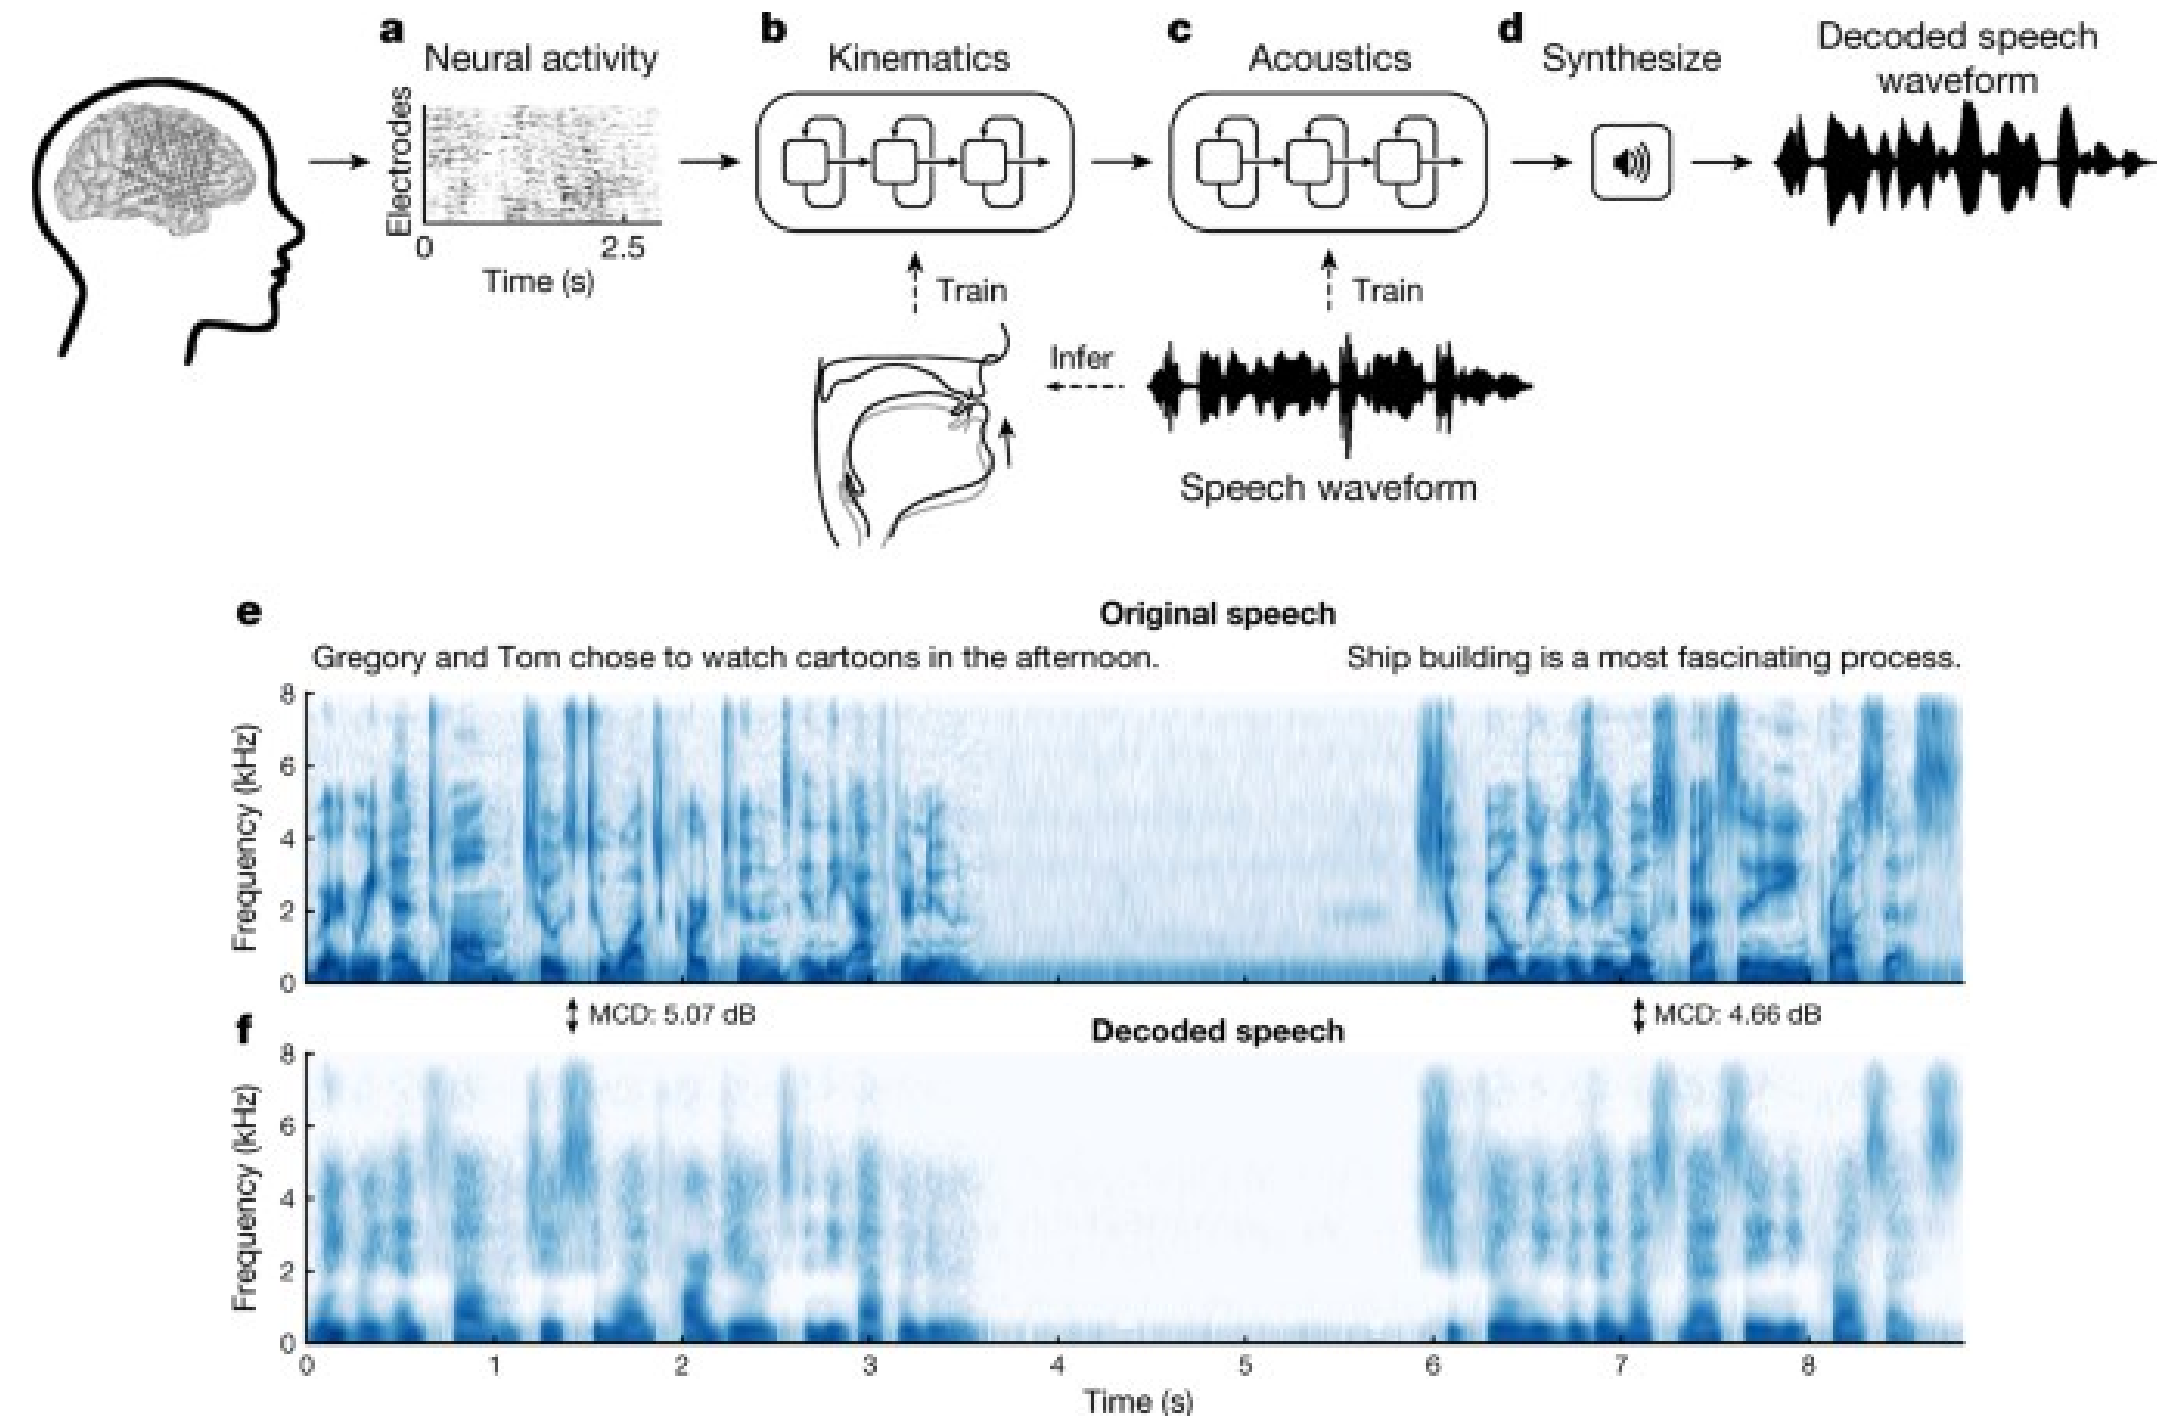 a
Neural activity
Electrodes
0
2.5
Time (s)
b
Kinematics
c
Acoustics
d
Synthesize
Decoded speech
waveform
Train
Train
Infer
Speech waveform
e
Original speech
Gregory and Tom chose to watch cartoons in the afternoon.
Ship building is a most fascinating process.
Frequency (kHz)
8
6
4
2
0
MCD: 5.07 dB
MCD: 4.66 dB
f
Decoded speech
Frequency (kHz)
8
6
4
2
0
0 1 2 3 4 5 6 7 8
Time (s)